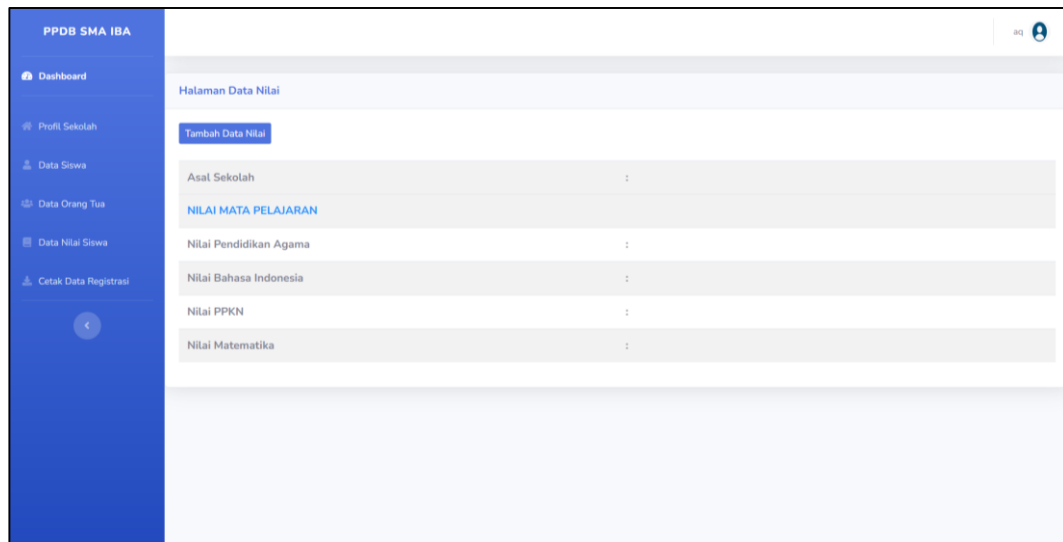 PPDB SMA IBA
aq
Dashboard
Halaman Data Nilai
Profil Sekolah
Tambah Data Nilai
Data Siswa
Asal Sekolah :
Data Orang Tua
NILAI MATA PELAJARAN
Data Nilai Siswa
Nilai Pendidikan Agama :
Cetak Data Registrasi
Nilai Bahasa Indonesia :
Nilai PPKN :
Nilai Matematika :